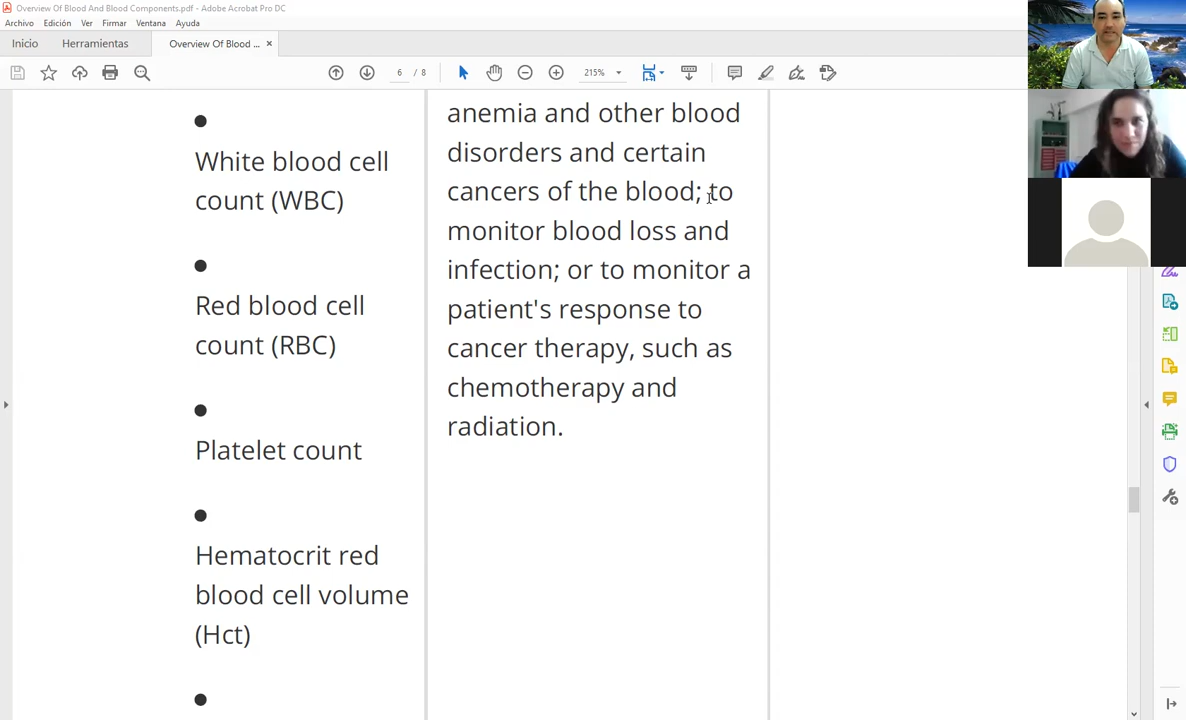 Overview Of Blood And Blood Components.pdf - Adobe Acrobat Pro DC
Archivo Edición Ver Firmar Ventana Ayuda
Inicio Herramientas Overview Of Blood ... ×
6 / 8 215%
White blood cell
count (WBC)
Red blood cell
count (RBC)
Platelet count
Hematocrit red
blood cell volume
(Hct)
anemia and other blood
disorders and certain
cancers of the blood; to
monitor blood loss and
infection; or to monitor a
patient's response to
cancer therapy, such as
chemotherapy and
radiation.